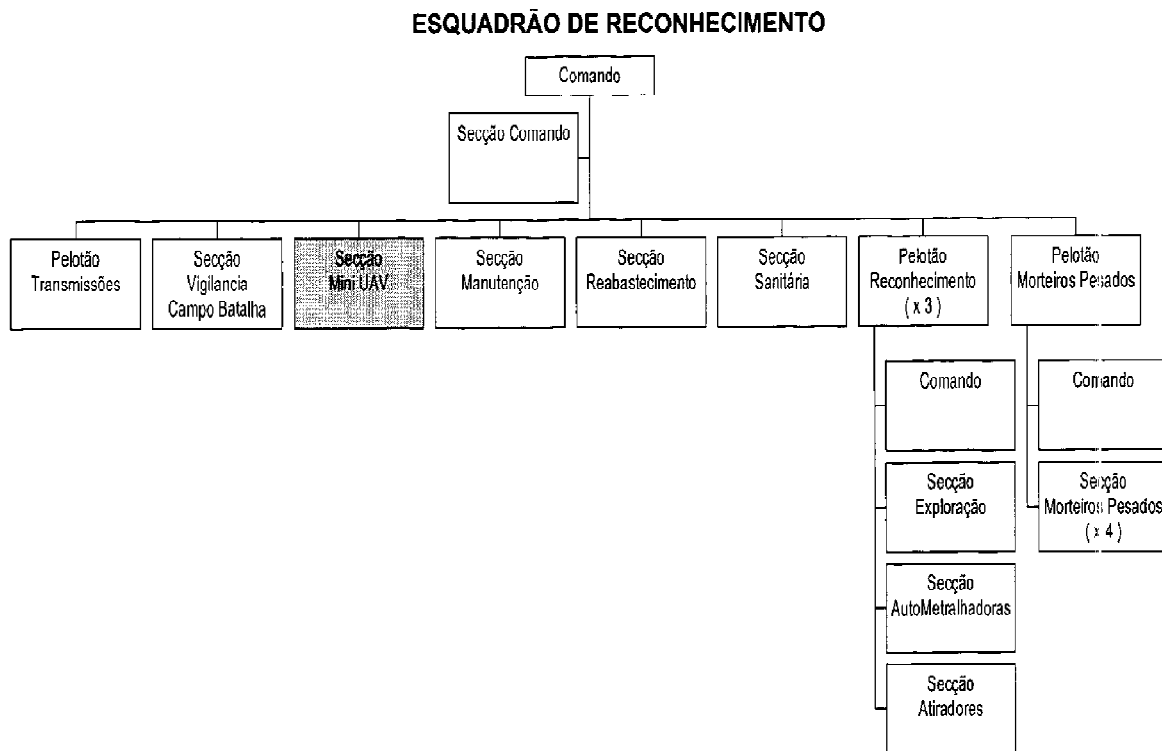 ESQUADRÃO DE RECONHECIMENTO
Comando
Secção Comando
Pelotão
Transmissões
Secção
Vigilancia
Campo Batalha
Secção
Mini UAV
Secção
Manutenção
Secção
Reabastecimento
Secção
Sanitária
Pelotão
Reconhecimento
( x 3 )
Pelotão
Morteiros Pesados
Comando
Secção
Exploração
Secção
AutoMetralhadoras
Secção
Atiradores
Comando
Secção
Morteiros Pesados
( x 4 )